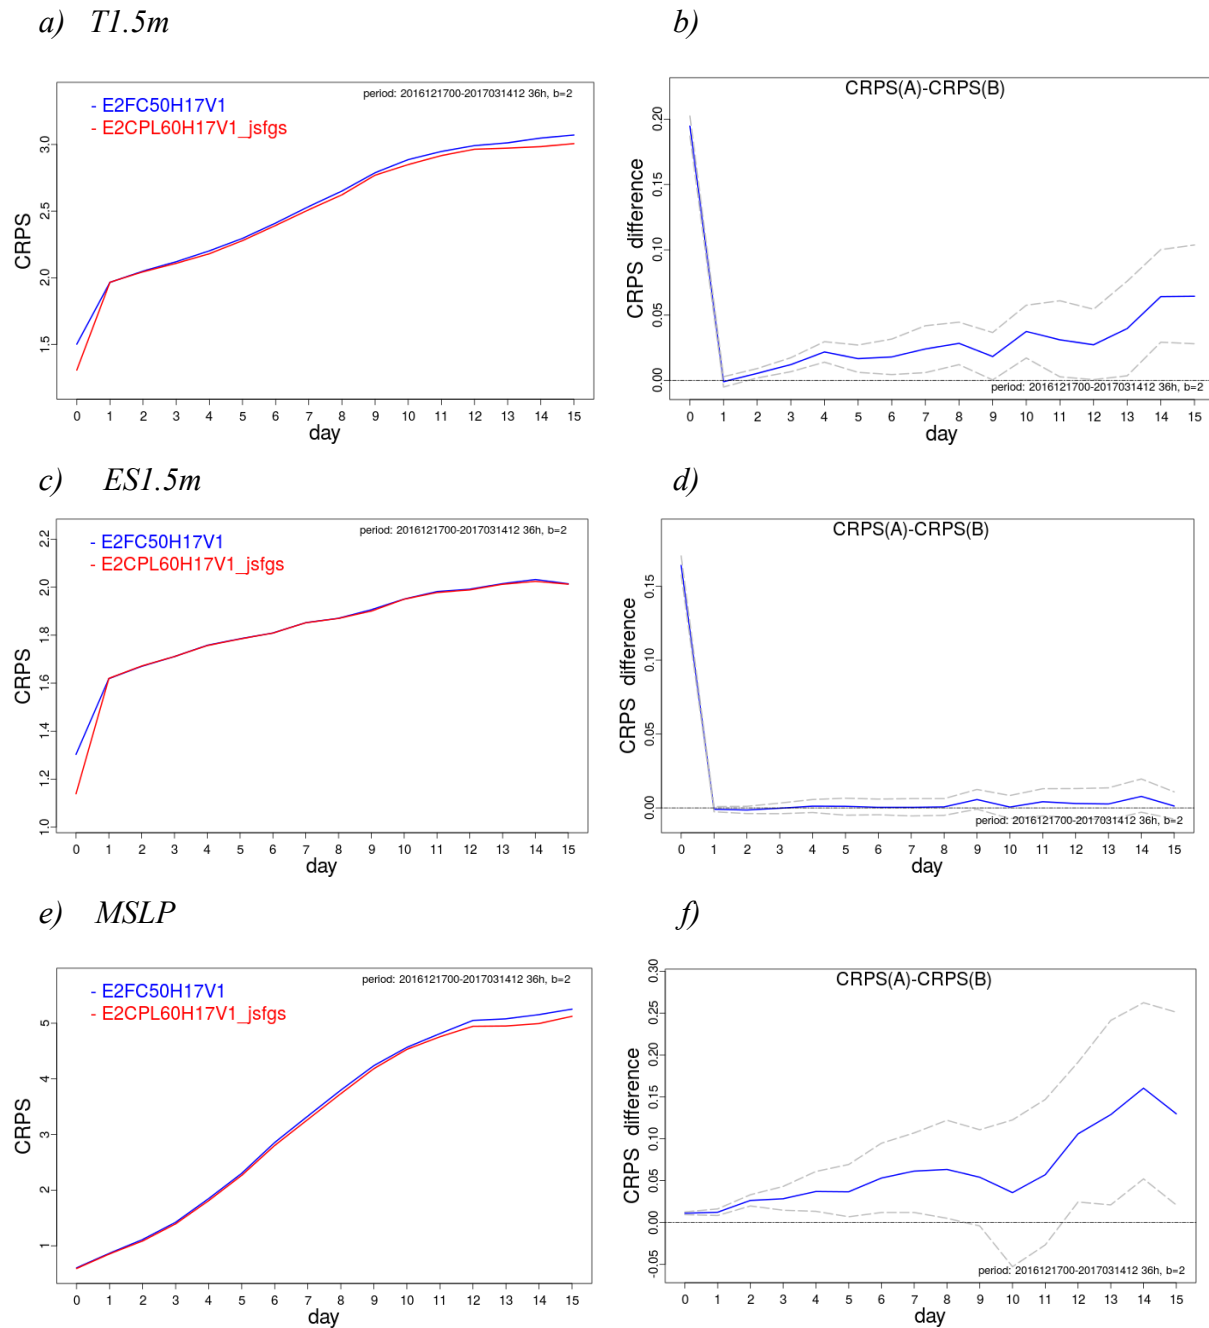 a) T1.5m
b)
- E2FC50H17V1
- E2CPL60H17V1_jsfgs
period: 2016121700-2017031412 36h, b=2
CRPS
1.5 2.0 2.5 3.0
0 1 2 3 4 5 6 7 8 9 10 11 12 13 14 15
day
CRPS(A)-CRPS(B)
CRPS difference
0.00 0.05 0.10 0.15 0.20
period: 2016121700-2017031412 36h, b=2
0 1 2 3 4 5 6 7 8 9 10 11 12 13 14 15
day
c) ES1.5m
d)
- E2FC50H17V1
- E2CPL60H17V1_jsfgs
period: 2016121700-2017031412 36h, b=2
CRPS
1.0 1.2 1.4 1.6 1.8 2.0 2.2
0 1 2 3 4 5 6 7 8 9 10 11 12 13 14 15
day
CRPS(A)-CRPS(B)
CRPS difference
0.00 0.05 0.10 0.15
period: 2016121700-2017031412 36h, b=2
0 1 2 3 4 5 6 7 8 9 10 11 12 13 14 15
day
e) MSLP
f)
- E2FC50H17V1
- E2CPL60H17V1_jsfgs
period: 2016121700-2017031412 36h, b=2
CRPS
1 2 3 4 5
0 1 2 3 4 5 6 7 8 9 10 11 12 13 14 15
day
CRPS(A)-CRPS(B)
CRPS difference
-0.05 0.00 0.05 0.10 0.15 0.20 0.25 0.30
period: 2016121700-2017031412 36h, b=2
0 1 2 3 4 5 6 7 8 9 10 11 12 13 14 15
day